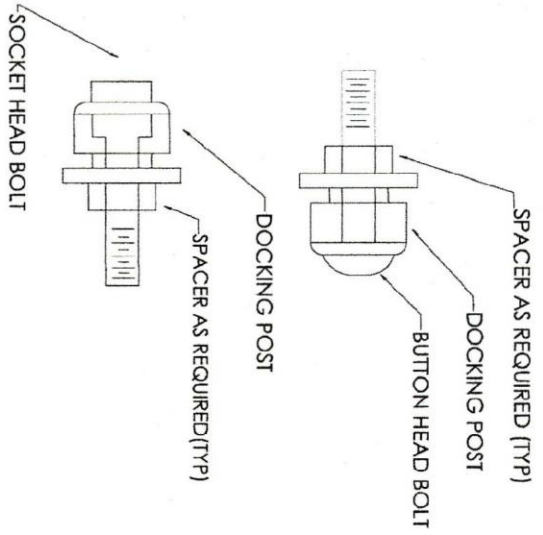 SPACER AS REQUIRED (TYP)
DOCKING POST
BUTTON HEAD BOLT
DOCKING POST
SPACER AS REQUIRED(TYP)
SOCKET HEAD BOLT